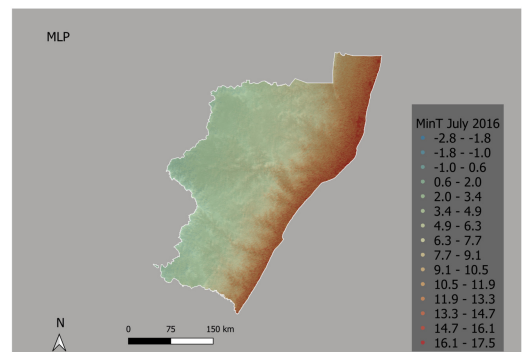 MLP
MinT July 2016
-2.8 - -1.8
-1.8 - -1.0
-1.0 - 0.6
0.6 - 2.0
2.0 - 3.4
3.4 - 4.9
4.9 - 6.3
6.3 - 7.7
7.7 - 9.1
9.1 - 10.5
10.5 - 11.9
11.9 - 13.3
13.3 - 14.7
14.7 - 16.1
16.1 - 17.5
N
0 75 150 km